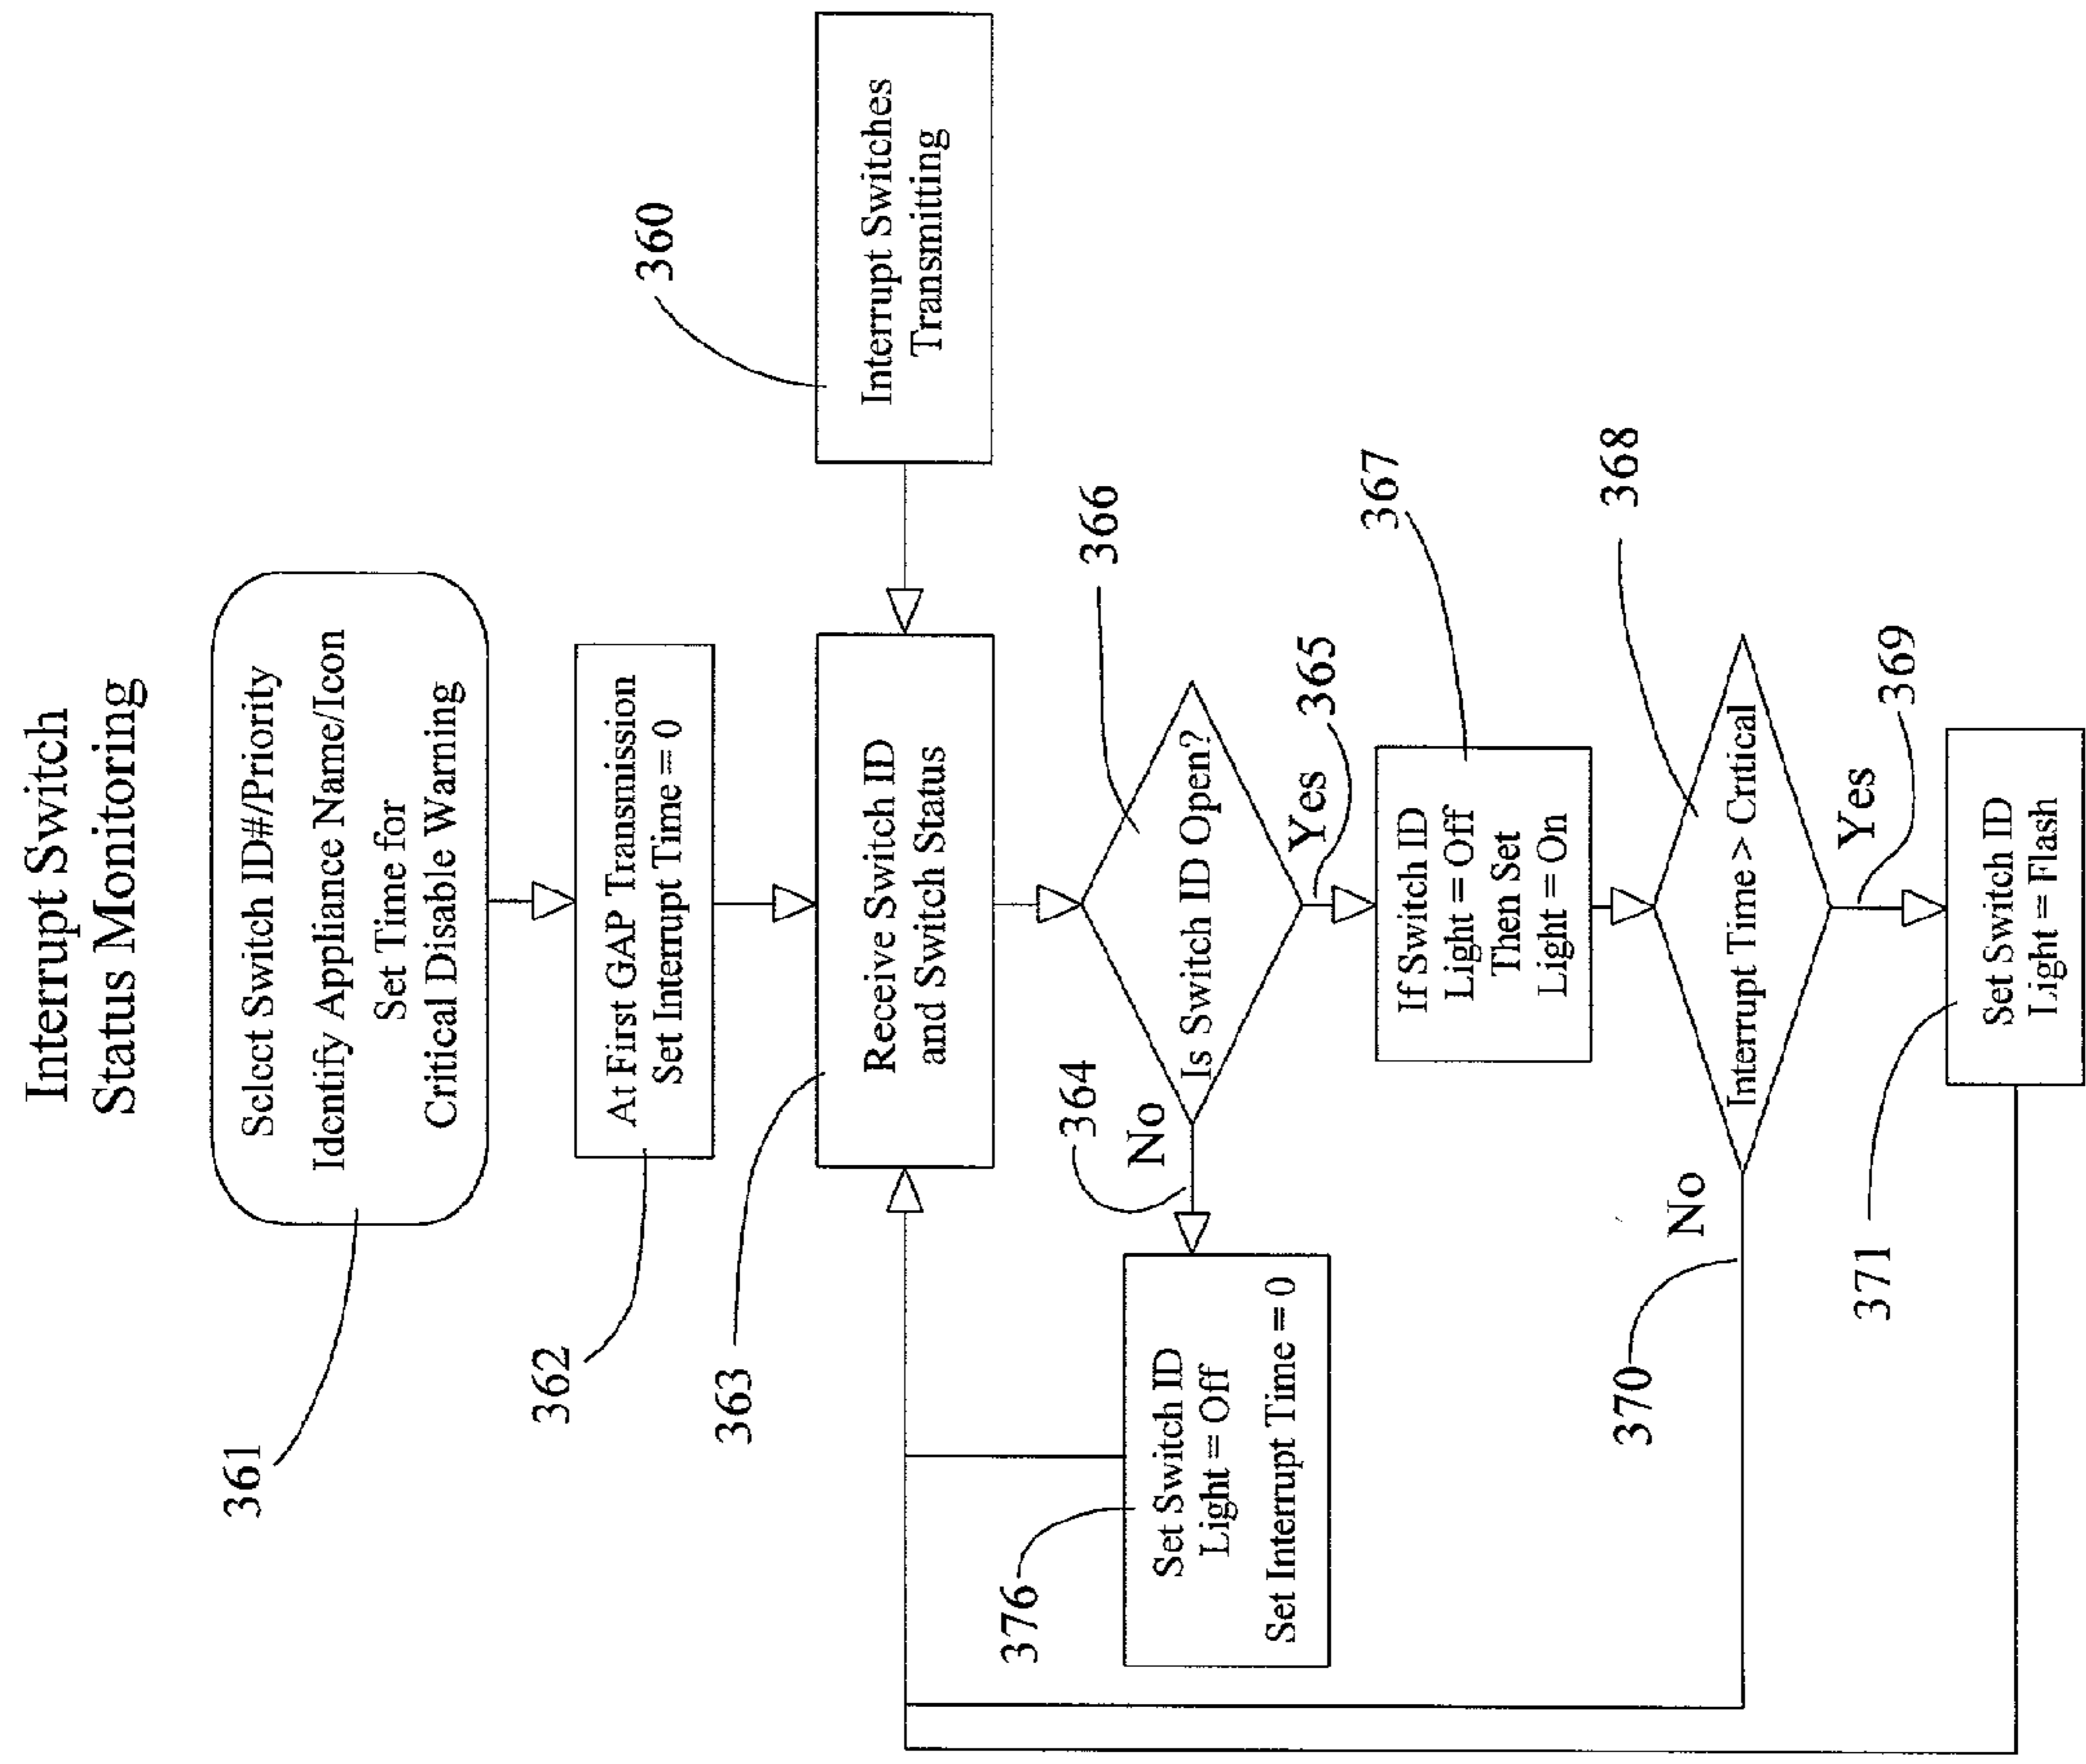 Interrupt Switch
Status Monitoring
Select Switch ID#/Priority
Identify Appliance Name/Icon
Set Time for
Critical Disable Warning
361
At First GAP Transmission
Set Interrupt Time = 0
362
360
Interrupt Switches
Transmitting
363
Receive Switch ID
and Switch Status
366
Is Switch ID Open?
364
No
Yes
365
376
Set Switch ID
Light = Off
Set Interrupt Time = 0
367
If Switch ID
Light = Off
Then Set
Light = On
368
Interrupt Time > Critical
No
370
Yes
369
371
Set Switch ID
Light = Flash